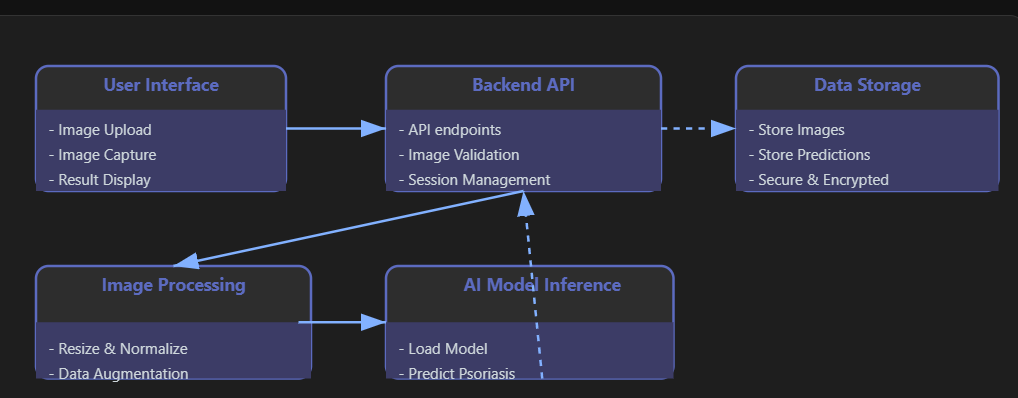 User Interface
- Image Upload
- Image Capture
- Result Display
Backend API
- API endpoints
- Image Validation
- Session Management
Data Storage
- Store Images
- Store Predictions
- Secure & Encrypted
Image Processing
- Resize & Normalize
- Data Augmentation
AI Model Inference
- Load Model
- Predict Psoriasis